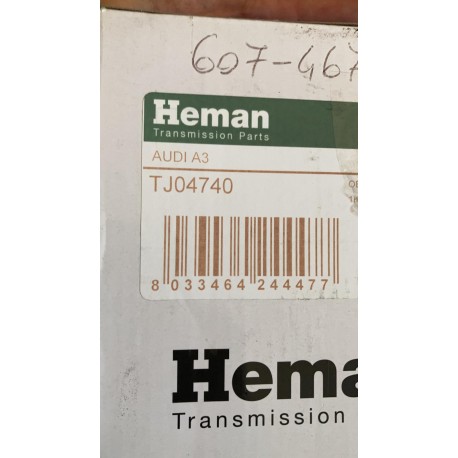 607-467
Heman
Transmission Parts
AUDI A3
TJ04740
8 033464 244477
Hema
Transmission